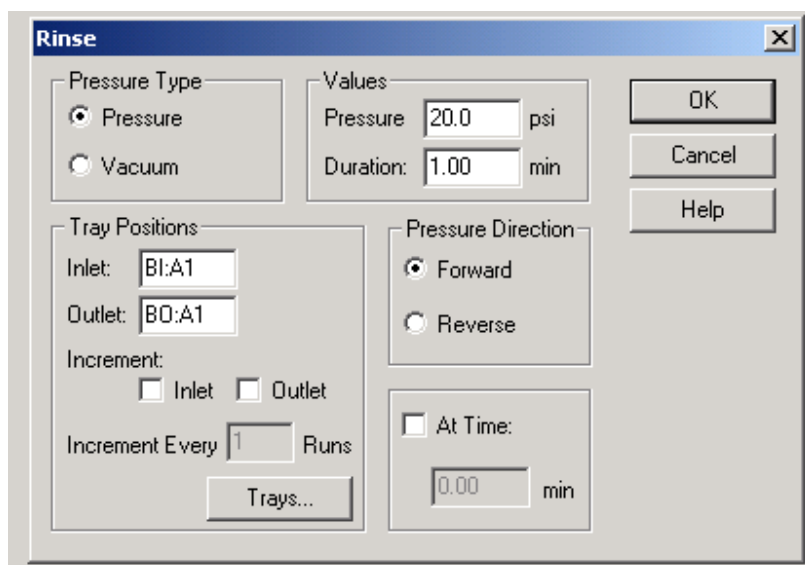 Rinse
Pressure Type
Pressure
Vacuum
Values
Pressure 20.0 psi
Duration: 1.00 min
OK
Cancel
Help
Tray Positions
Inlet: BI:A1
Outlet: BO:A1
Increment:
Inlet Outlet
Increment Every 1 Runs
Trays...
Pressure Direction
Forward
Reverse
At Time:
0.00 min